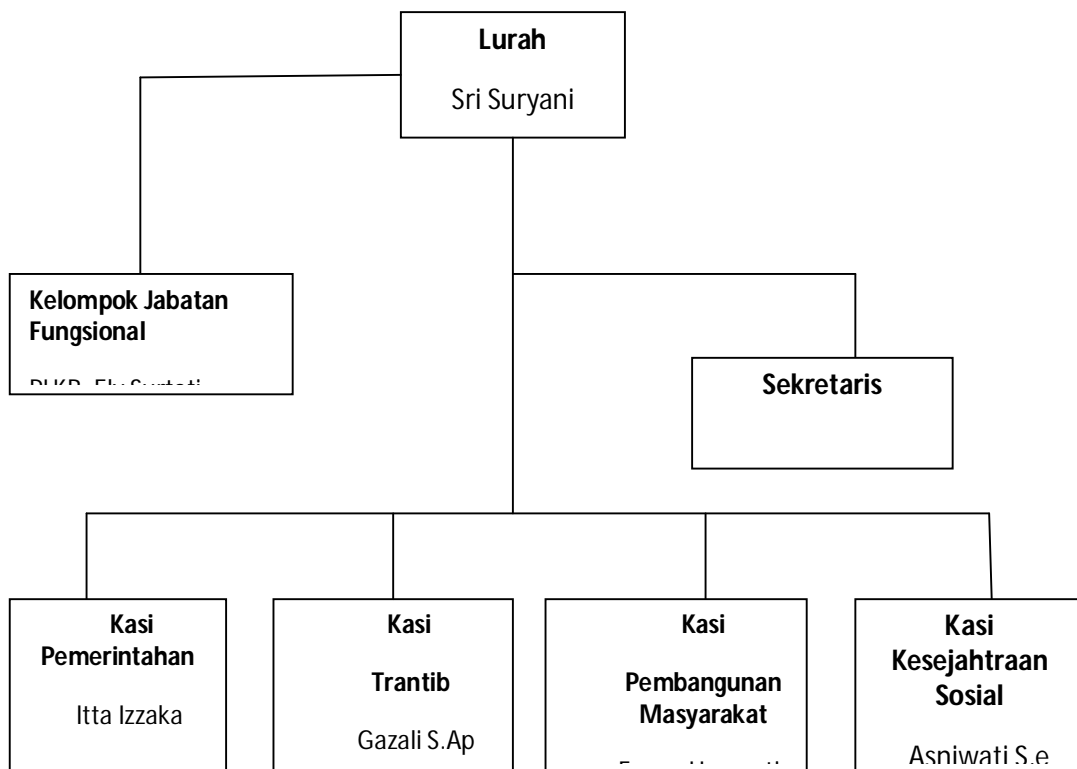 Lurah
Sri Suryani
Kelompok Jabatan
Fungsional
Sekretaris
Kasi
Pemerintahan
Itta Izzaka
Kasi
Trantib
Gazali S.Ap
Kasi
Pembangunan
Masyarakat
Kasi
Kesejahtraan
Sosial
Asniwati S.e